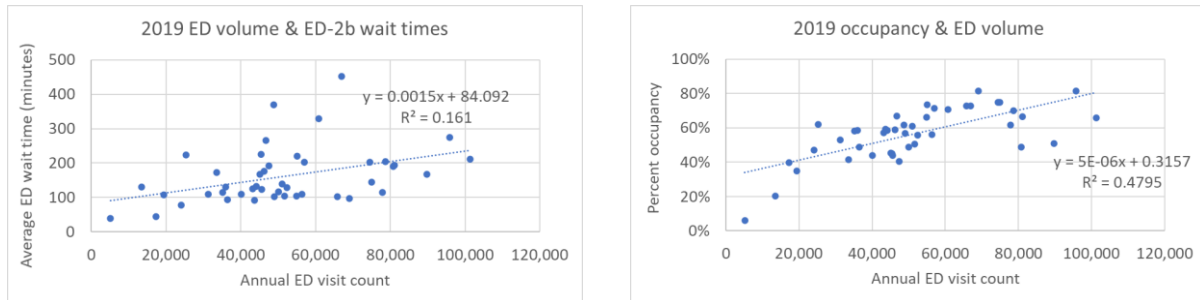 2019 ED volume & ED-2b wait times
Average ED wait time (minutes)
500
400
300
200
100
0
y = 0.0015x + 84.092
R² = 0.161
0 20,000 40,000 60,000 80,000 100,000 120,000
Annual ED visit count
2019 occupancy & ED volume
Percent occupancy
100%
80%
60%
40%
20%
0%
y = 5E-06x + 0.3157
R² = 0.4795
0 20,000 40,000 60,000 80,000 100,000 120,000
Annual ED visit count